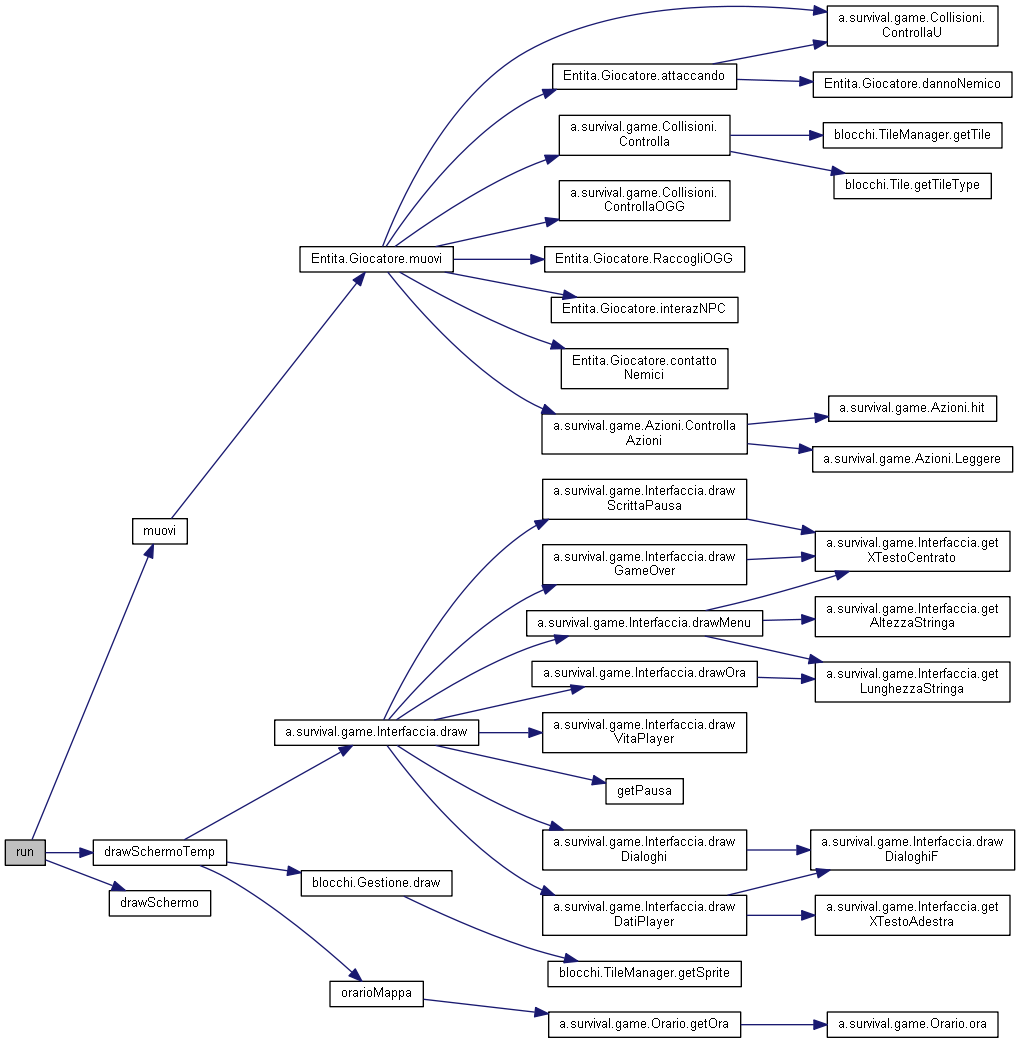 a.survival.game.Collisioni.
ControllaU
Entita.Giocatore.attaccando
Entita.Giocatore.dannoNemico
a.survival.game.Collisioni.
Controlla
blocchi.TileManager.getTile
blocchi.Tile.getTileType
a.survival.game.Collisioni.
ControllaOGG
Entita.Giocatore.muovi
Entita.Giocatore.RaccogliOGG
Entita.Giocatore.interazNPC
Entita.Giocatore.contatto
Nemici
a.survival.game.Azioni.Controlla
Azioni
a.survival.game.Azioni.hit
a.survival.game.Azioni.Leggere
a.survival.game.Interfaccia.draw
ScrittaPausa
muovi
a.survival.game.Interfaccia.get
XTestoCentrato
a.survival.game.Interfaccia.draw
GameOver
a.survival.game.Interfaccia.drawMenu
a.survival.game.Interfaccia.get
AltezzaStringa
a.survival.game.Interfaccia.drawOra
a.survival.game.Interfaccia.get
LunghezzaStringa
a.survival.game.Interfaccia.draw
a.survival.game.Interfaccia.draw
VitaPlayer
getPausa
run
drawSchermoTemp
a.survival.game.Interfaccia.draw
Dialoghi
a.survival.game.Interfaccia.draw
DialoghiF
blocchi.Gestione.draw
drawSchermo
a.survival.game.Interfaccia.draw
DatiPlayer
a.survival.game.Interfaccia.get
XTestoAdestra
blocchi.TileManager.getSprite
orarioMappa
a.survival.game.Orario.getOra
a.survival.game.Orario.ora